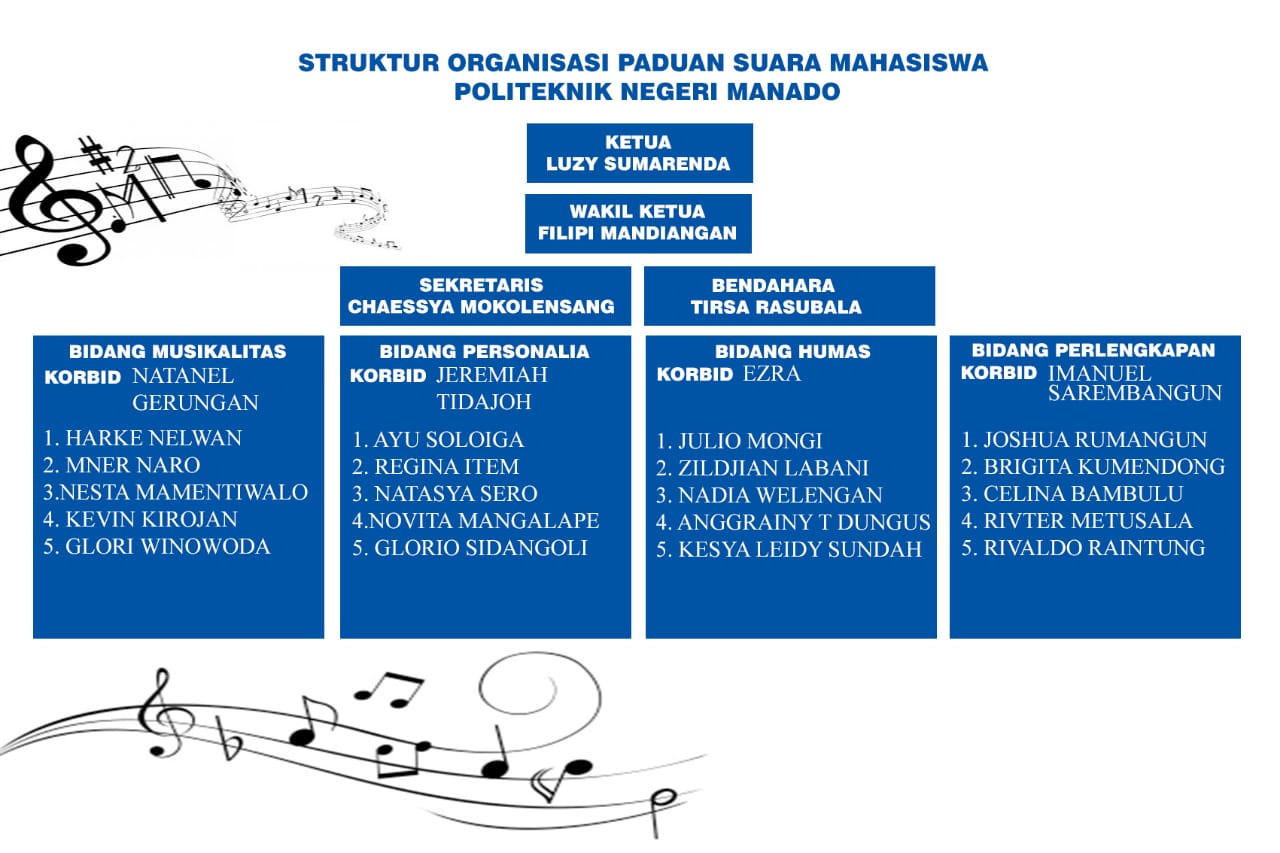 STRUKTUR ORGANISASI PADUAN SUARA MAHASISWA
POLITEKNIK NEGERI MANADO
KETUA
LUZY SUMARENDA
WAKIL KETUA
FILIPI MANDIANGAN
SEKRETARIS
CHAESSYA MOKOLENSANG
BENDAHARA
TIRSA RASUBALA
BIDANG MUSIKALITAS
KORBID NATANEL
GERUNGAN
1. HARKE NELWAN
2. MNER NARO
3.NESTA MAMENTIWALO
4. KEVIN KIROJAN
5. GLORI WINOWODA
BIDANG PERSONALIA
KORBID JEREMIAH
TIDAJOH
1. AYU SOLOIGA
2. REGINA ITEM
3. NATASYA SERO
4.NOVITA MANGALAPE
5. GLORIO SIDANGOLI
BIDANG HUMAS
KORBID EZRA
1. JULIO MONGI
2. ZILDJIAN LABANI
3. NADIA WELENGAN
4. ANGGRAINY T DUNGUS
5. KESYA LEIDY SUNDAH
BIDANG PERLENGKAPAN
KORBID IMANUEL
SAREMBANGUN
1. JOSHUA RUMANGUN
2. BRIGITA KUMENDONG
3. CELINA BAMBULU
4. RIVTER METUSALA
5. RIVALDO RAINTUNG